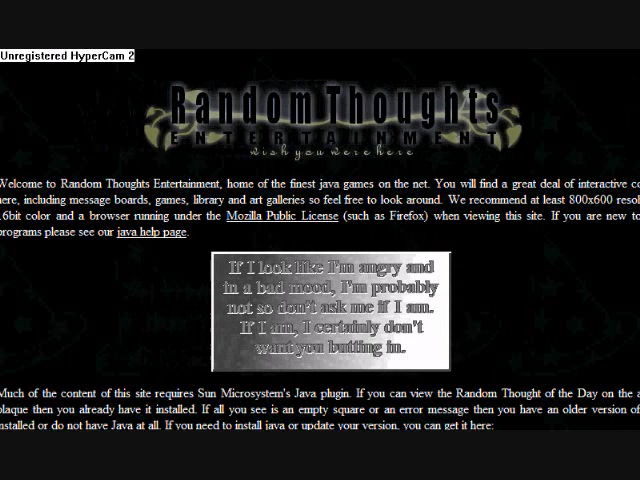 Unregistered HyperCam 2
Random Thoughts
ENTERTAINMENT
wish you were here
Welcome to Random Thoughts Entertainment, home of the finest java games on the net. You will find a great deal of interactive co
here, including message boards, games, library and art galleries so feel free to look around. We recommend at least 800x600 resol
16bit color and a browser running under the Mozilla Public License (such as Firefox) when viewing this site. If you are new to
programs please see our java help page.
If I look like I'm angry and
in a bad mood, I'm probably
not so don't ask me if I am.
If I am, I certainly don't
want you butting in.
Much of the content of this site requires Sun Microsystem's Java plugin. If you can view the Random Thought of the Day on the a
plaque then you already have it installed. If all you see is an empty square or an error message then you have an older version of
installed or do not have Java at all. If you need to install java or update your version, you can get it here: